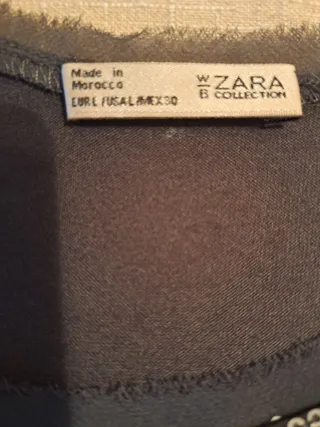 Made in
Morocco
EUR L /USA L /MEX 30
W/B ZARA
COLLECTION